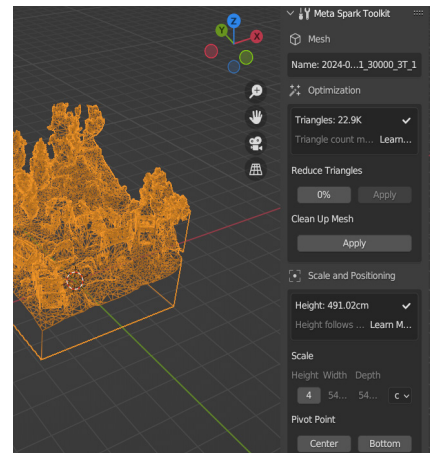 Meta Spark Toolkit
Z
Y
X
Mesh
Name: 2024-0...1_30000_3T_1
Optimization
Triangles: 22.9K
Triangle count m... Learn...
Reduce Triangles
0% Apply
Clean Up Mesh
Apply
Scale and Positioning
Height: 491.02cm
Height follows ... Learn M...
Scale
Height Width Depth
4 54... 54... c
Pivot Point
Center Bottom